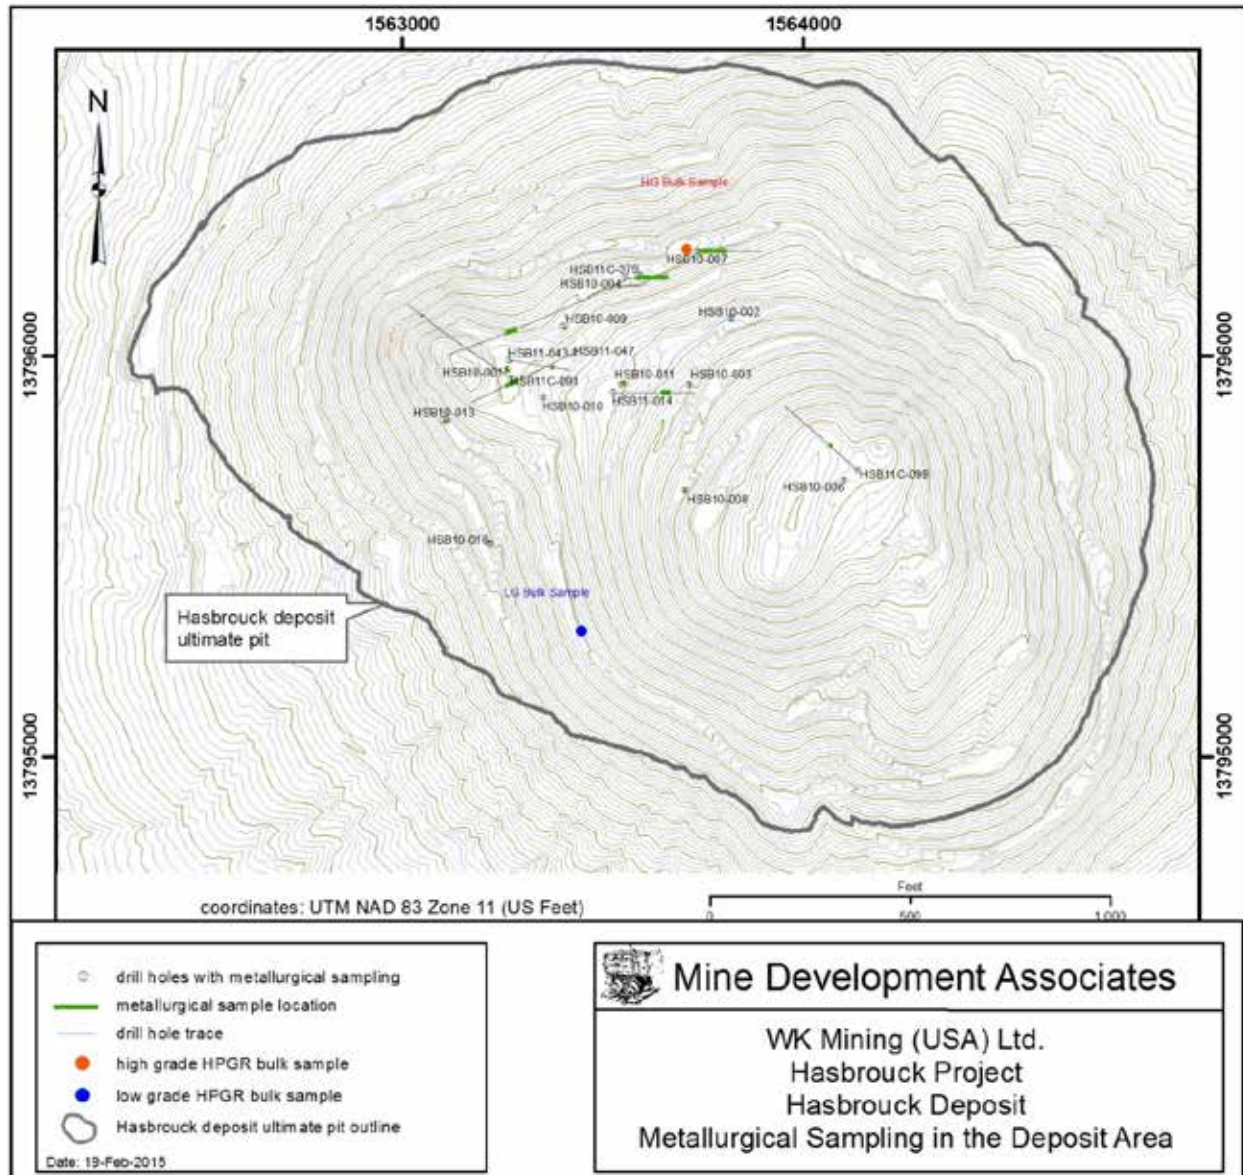 1563000
1564000
N
HG Bulk Sample
HSB10-007
HSB11C-079
HSB10-004
HSB10-009
HSB10-002
13796000
13796000
HSB11-047
HSB10-001
HSB11C-091
HSB10-011
HSB10-003
HSB10-010
HSB11-014
HSB10-013
HSB11C-099
HSB10-006
HSB10-008
HSB10-016
LG Bulk Sample
Hasbrouck deposit
ultimate pit
13795000
Feet
coordinates: UTM NAD 83 Zone 11 (US Feet)
0
500
1,000
drill holes with metallurgical sampling
metallurgical sample location
drill hole trace
high grade HPGR bulk sample
low grade HPGR bulk sample
Hasbrouck deposit ultimate pit outline
Date: 19-Feb-2015
Mine Development Associates
WK Mining (USA) Ltd.
Hasbrouck Project
Hasbrouck Deposit
Metallurgical Sampling in the Deposit Area